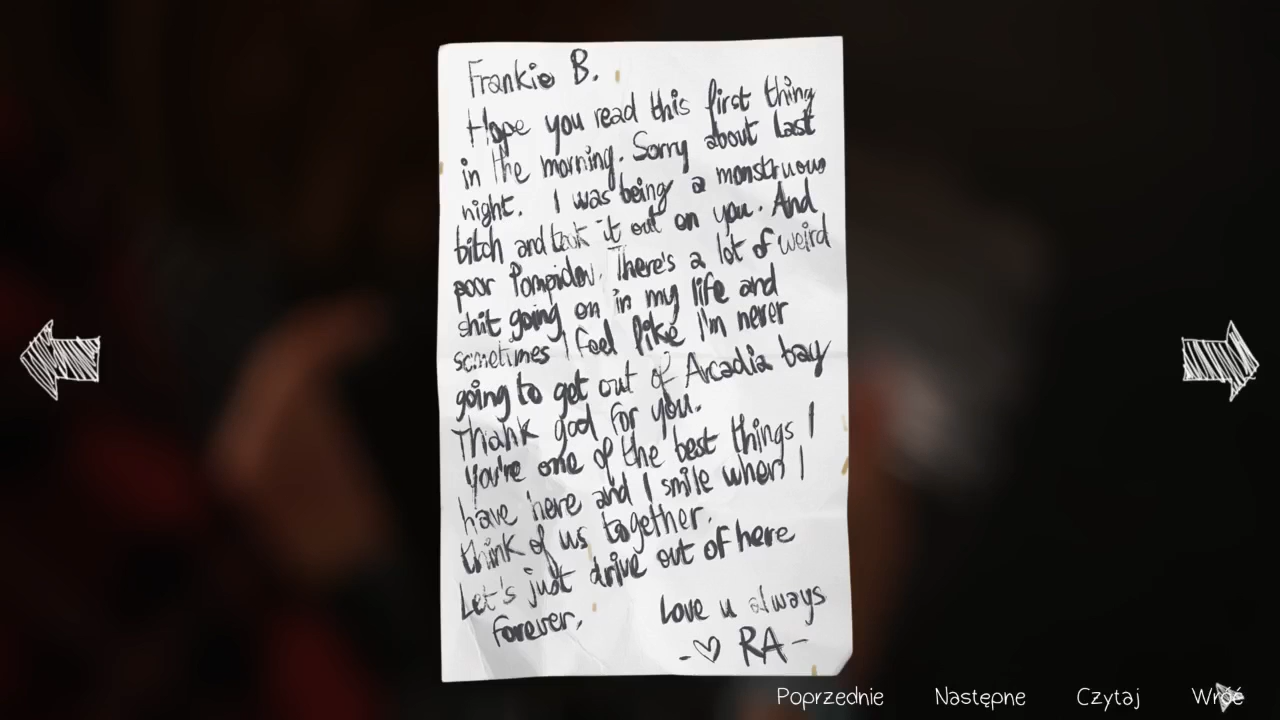 Frankie B.
Hope you read this first thing
in the morning. Sorry about last
night. I was being a monstruous
bitch and took it out on you. And
poor Pompidou. There's a lot of weird
shit going on in my life and
sometimes I feel like I'm never
going to get out of Arcadia bay
Thank god for you.
You're one of the best things I
have here and I smile when I
think of us together.
Let's just drive out of here
forever.
Love u always
-♡ RA-
Poprzednie Następne Czytaj Wróć